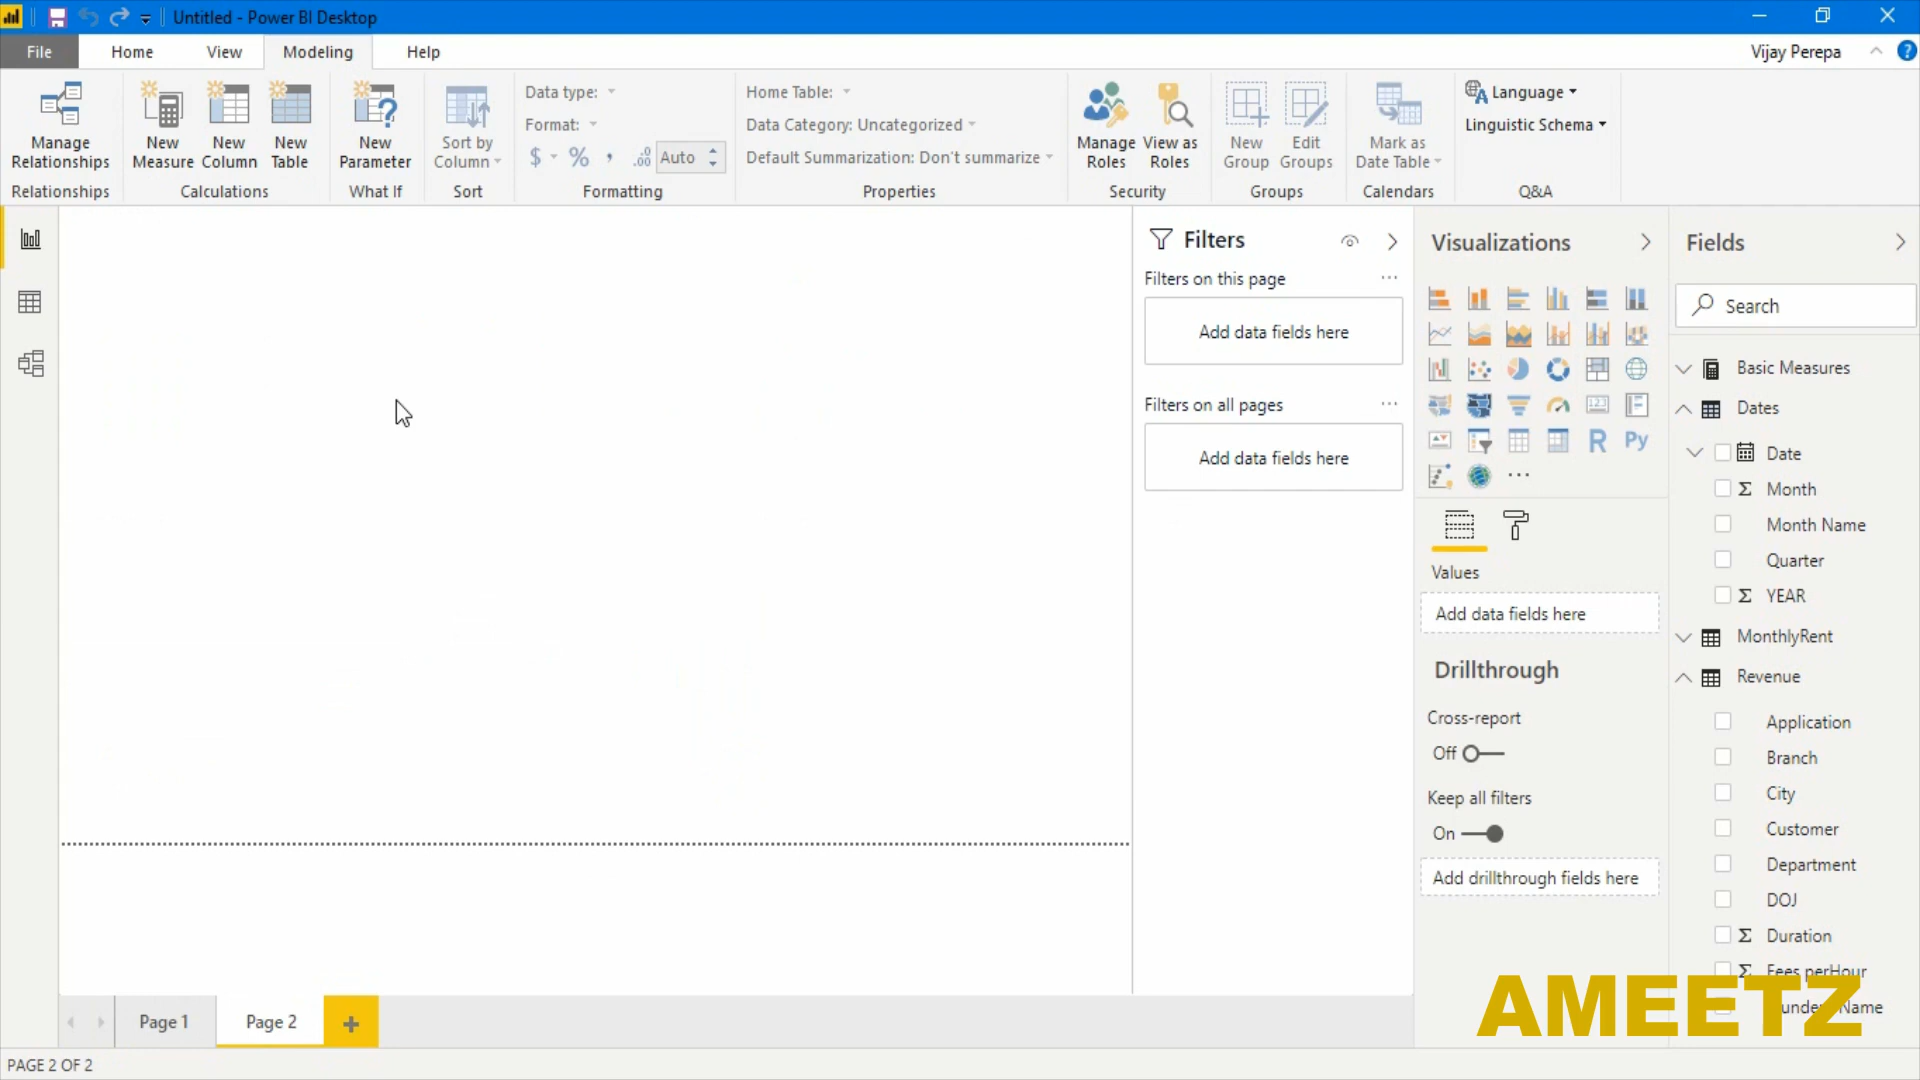 Untitled - Power BI Desktop
File
Home
View
Modeling
Help
Vijay Perepa
?
Manage Relationships
New Measure
New Column
New Table
New Parameter
Sort by Column
Data type:
Format:
$ % , .00 Auto
Home Table:
Data Category: Uncategorized
Default Summarization: Don't summarize
Manage Roles
View as Roles
New Group
Edit Groups
Mark as Date Table
Language
Linguistic Schema
Relationships
Calculations
What If
Sort
Formatting
Properties
Security
Groups
Calendars
Q&A
Filters
Filters on this page
Add data fields here
Filters on all pages
Add data fields here
Visualizations
123
R
Py
Values
Add data fields here
Drillthrough
Cross-report
Off
Keep all filters
On
Add drillthrough fields here
Fields
Search
Basic Measures
Dates
Date
Σ Month
Month Name
Quarter
Σ YEAR
MonthlyRent
Revenue
Application
Branch
City
Customer
Department
DOJ
Σ Duration
Σ Fees perHour
Name
AMEETZ
Page 1
Page 2
+
PAGE 2 OF 2